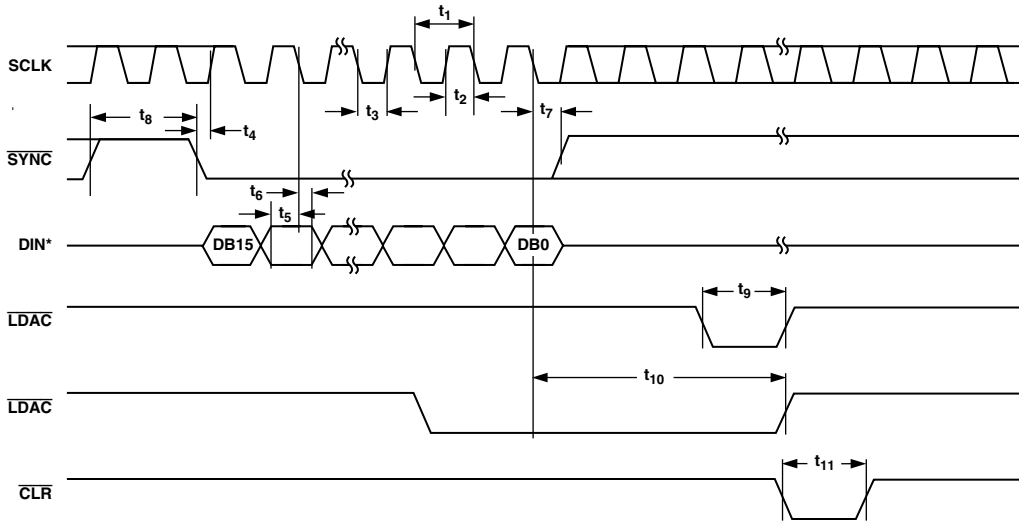 t1
SCLK
t8
t4
t3
t2
t7
SYNC
t6
t5
DIN*
DB15
DB0
t9
LDAC
t10
LDAC
t11
CLR